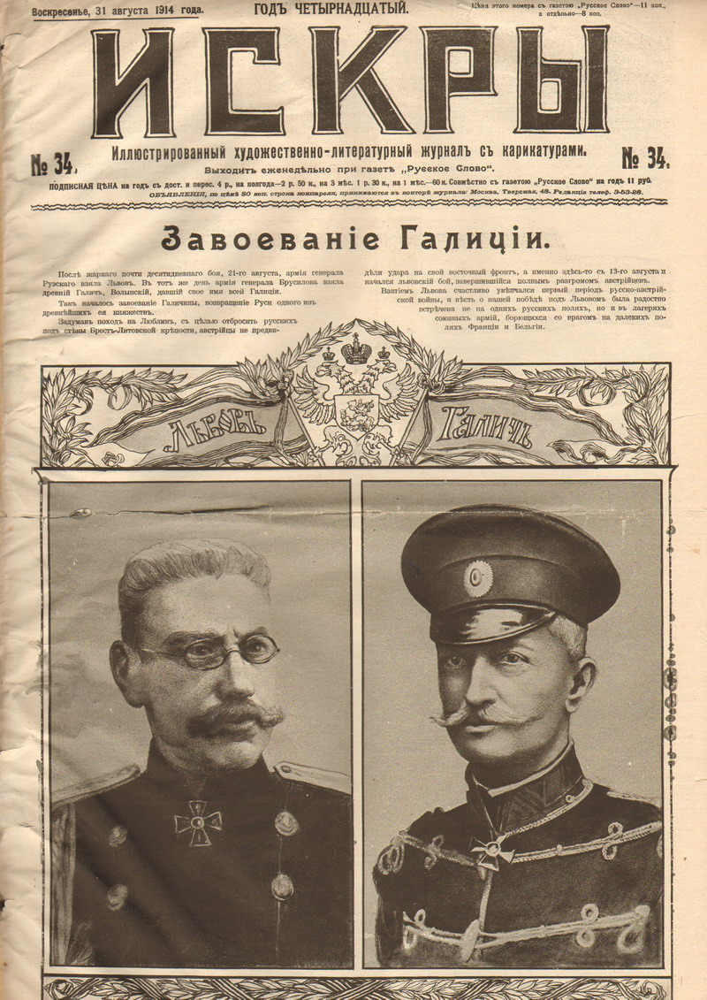 Воскресенье, 31 августа 1914 года.
ГОДЪ ЧЕТЫРНАДЦАТЫЙ.
Цѣна этого номера съ газетою „Русское Слово“—11 коп.,
а отдѣльно—8 коп.
ИСКРЫ
№ 34.
Иллюстрированный художественно-литературный журналъ съ карикатурами.
№ 34.
Выходитъ еженедѣльно при газетѣ „Русское Слово“.
ПОДПИСНАЯ ЦѢНА на годъ съ дост. и перес. 4 р., на полгода—2 р. 50 к., на 3 мѣс. 1 р. 30 к., на 1 мѣс.—60 к. Совмѣстно съ газетою „Русское Слово“ на годъ 11 руб.
ОБЪЯВЛЕНІЯ, по цѣнѣ 80 коп. строка нонпарели, принимаются въ конторѣ журнала: Москва, Тверская, 48. Редакція телеф. 3-53-28.
Завоеваніе Галиціи.
Послѣ жаркаго почти десятидневнаго боя, 21-го августа, армія генерала
Рузскаго взяла Львовъ. Въ тотъ же день армія генерала Брусилова взяла
древній Галичъ, Волынскій, давшій свое имя всей Галиціи.
Такъ началось завоеваніе Галичины, возвращеніе Руси одного изъ
древнѣйшихъ ея княжествъ.
Задумавъ походъ на Люблинъ, съ цѣлью отбросить русскихъ
подъ стѣны Брестъ-Литовской крѣпости, австрійцы не предви-
дѣли удара на свой восточный фронтъ, а именно здѣсь-то съ 13-го августа и
начался львовскій бой, завершившійся полнымъ разгромомъ австрійцевъ.
Взятіемъ Львова счастливо увѣнчался первый періодъ русско-австрій-
ской войны, и вѣсть о нашей побѣдѣ подъ Львовомъ была радостно
встрѣчена не на однихъ русскихъ поляхъ, но и въ лагеряхъ
союзныхъ армій, борющихся со врагомъ на далекихъ по-
ляхъ Франціи и Бельгіи.
ЛЬВОВЪ
ГАЛИЧЪ